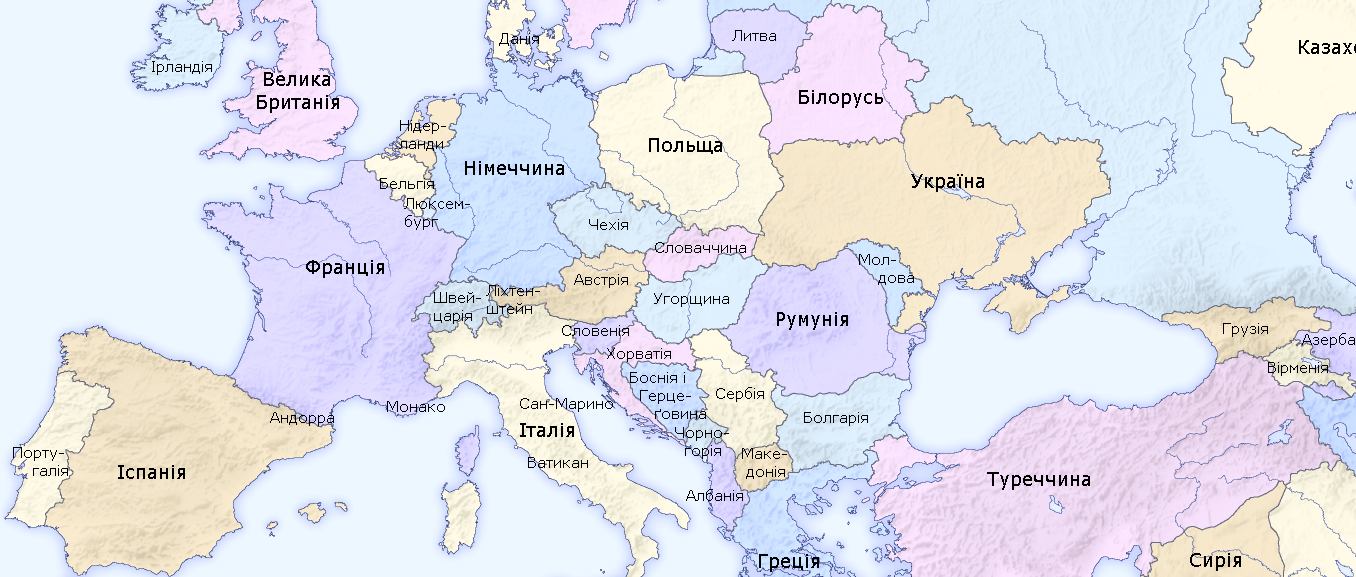 Данія
Литва
Казахс
Ірландія
Велика
Британія
Білорусь
Нідер-
ланди
Польща
Німеччина
Бельгія
Україна
Люксем-
бург
Чехія
Словаччина
Франція
Мол-
дова
Австрія
Швей-
царія
Ліхтен-
штейн
Угорщина
Румунія
Словенія
Грузія
Азерба
Хорватія
Вірменія
Боснія і
Герце-
ґовина
Сербія
Андорра
Монако
Сан-Марино
Болгарія
Італія
Чорно-
горія
Порту-
галія
Іспанія
Ватикан
Маке-
донія
Туреччина
Албанія
Греція
Сирія